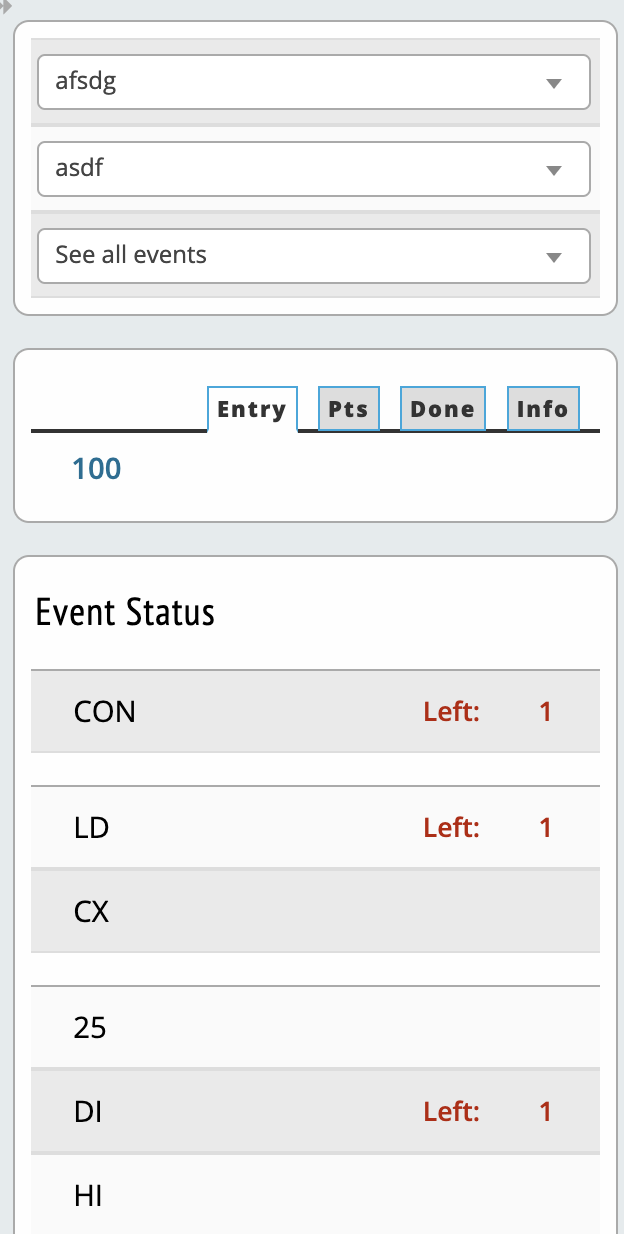 afsdg
asdf
See all events
Entry Pts Done Info
100
Event Status
CON Left: 1
LD Left: 1
CX
25
DI Left: 1
HI